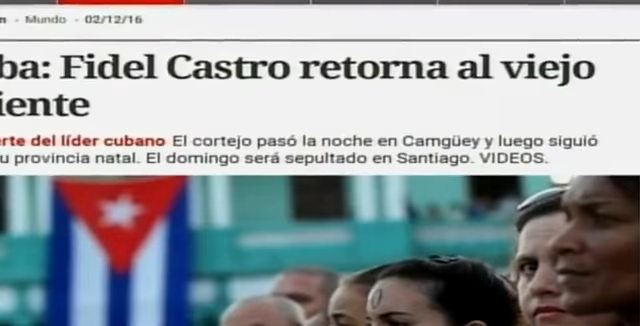 n - Mundo - 02/12/16
ba: Fidel Castro retorna al viejo
iente
erte del líder cubano El cortejo pasó la noche en Camgüey y luego siguió
u provincia natal. El domingo será sepultado en Santiago. VIDEOS.